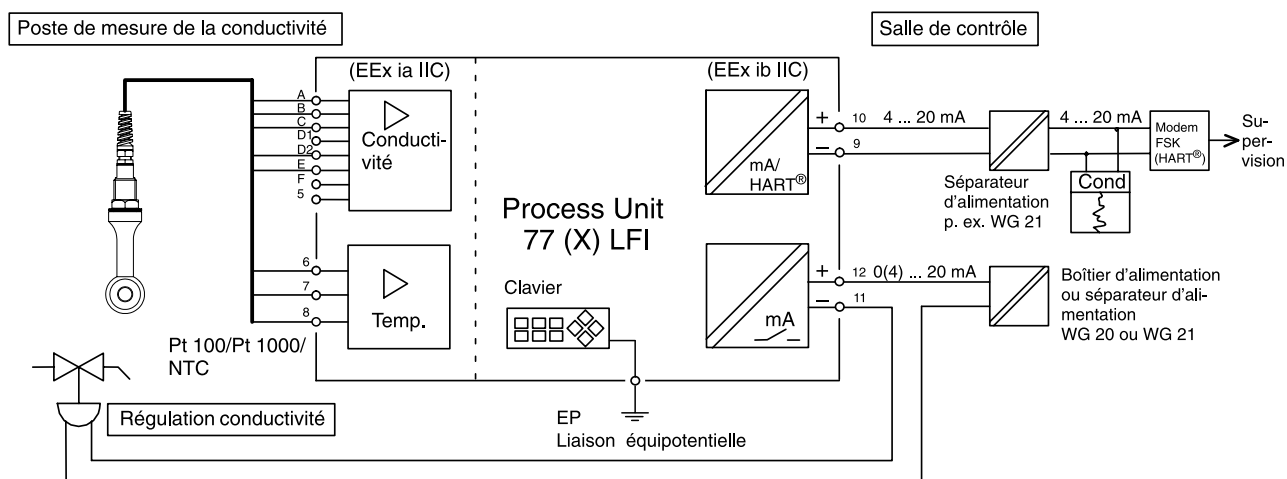 Poste de mesure de la conductivité
Salle de contrôle
(EEx ia IIC)
(EEx ib IIC)
A
B
C
D1
D2
E
F
5
Conducti-
vité
6
7
8
Temp.
Pt 100/Pt 1000/
NTC
Process Unit
77 (X) LFI
Clavier
EP
Liaison équipotentielle
mA/
HART®
+
10
4 ... 20 mA
–
9
4 ... 20 mA
Séparateur
d'alimentation
p. ex. WG 21
Cond
Modem
FSK
(HART®)
Su-
per-
vision
mA
+
12
0(4) ... 20 mA
–
11
Boîtier d'alimentation
ou séparateur d'ali-
mentation
WG 20 ou WG 21
Régulation conductivité